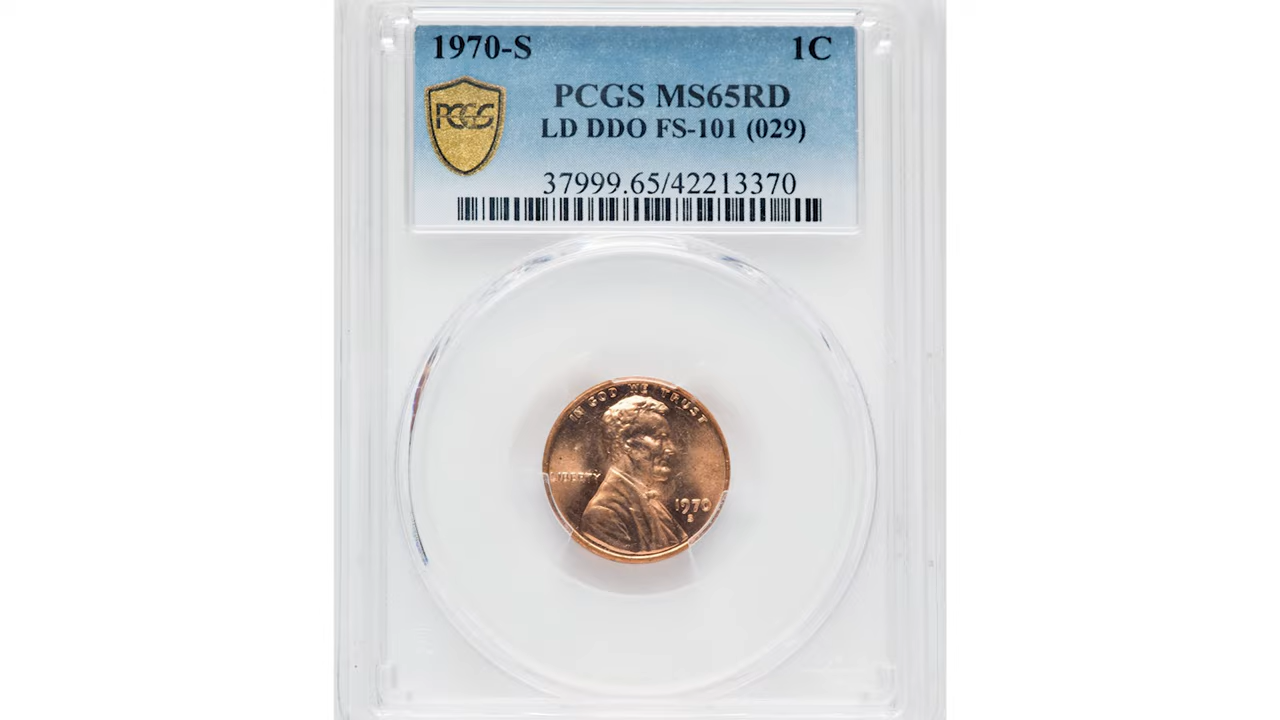 1970-S 1C
PCGS
PCGS MS65RD
LD DDO FS-101 (029)
37999.65/42213370
IN GOD WE TRUST
LIBERTY
1970
S